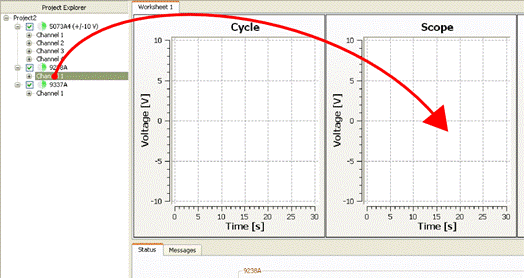 Project Explorer
Project2
5073A4 (+/-10 V)
Channel 1
Channel 2
Channel 3
9238A
Channel 1
9337A
Channel 1
Worksheet 1
Cycle
Voltage [V]
10
5
0
-5
-10
0 5 10 15 20 25 30
Time [s]
Scope
Voltage [V]
10
5
0
-5
-10
0 5 10 15 20 25 30
Time [s]
Status Messages
9238A